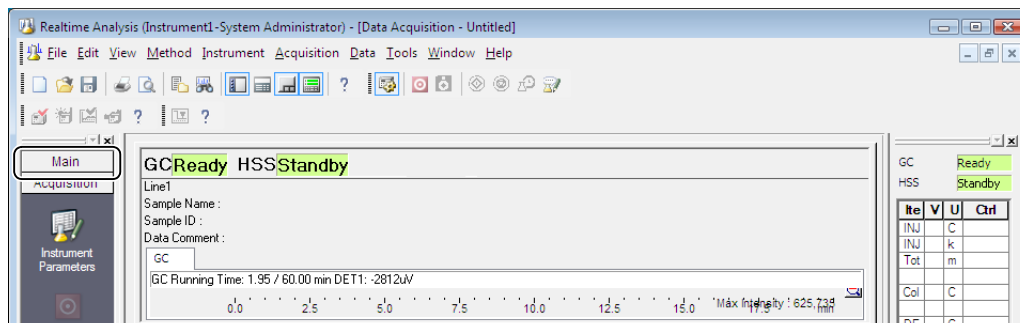 Realtime Analysis (Instrument1-System Administrator) - [Data Acquisition - Untitled]
File Edit View Method Instrument Acquisition Data Tools Window Help
Main
Acquisition
Instrument
Parameters
GC Ready HSS Standby
Line1
Sample Name :
Sample ID :
Data Comment :
GC
GC Running Time: 1.95 / 60.00 min DET1: -2812uV
Max Intensity : 625,735
0.0 2.5 5.0 7.5 10.0 12.5 15.0 17.5 min
GC Ready
HSS Standby
Ite V U Ctrl
INJ C
INJ k
Tot m
Col C